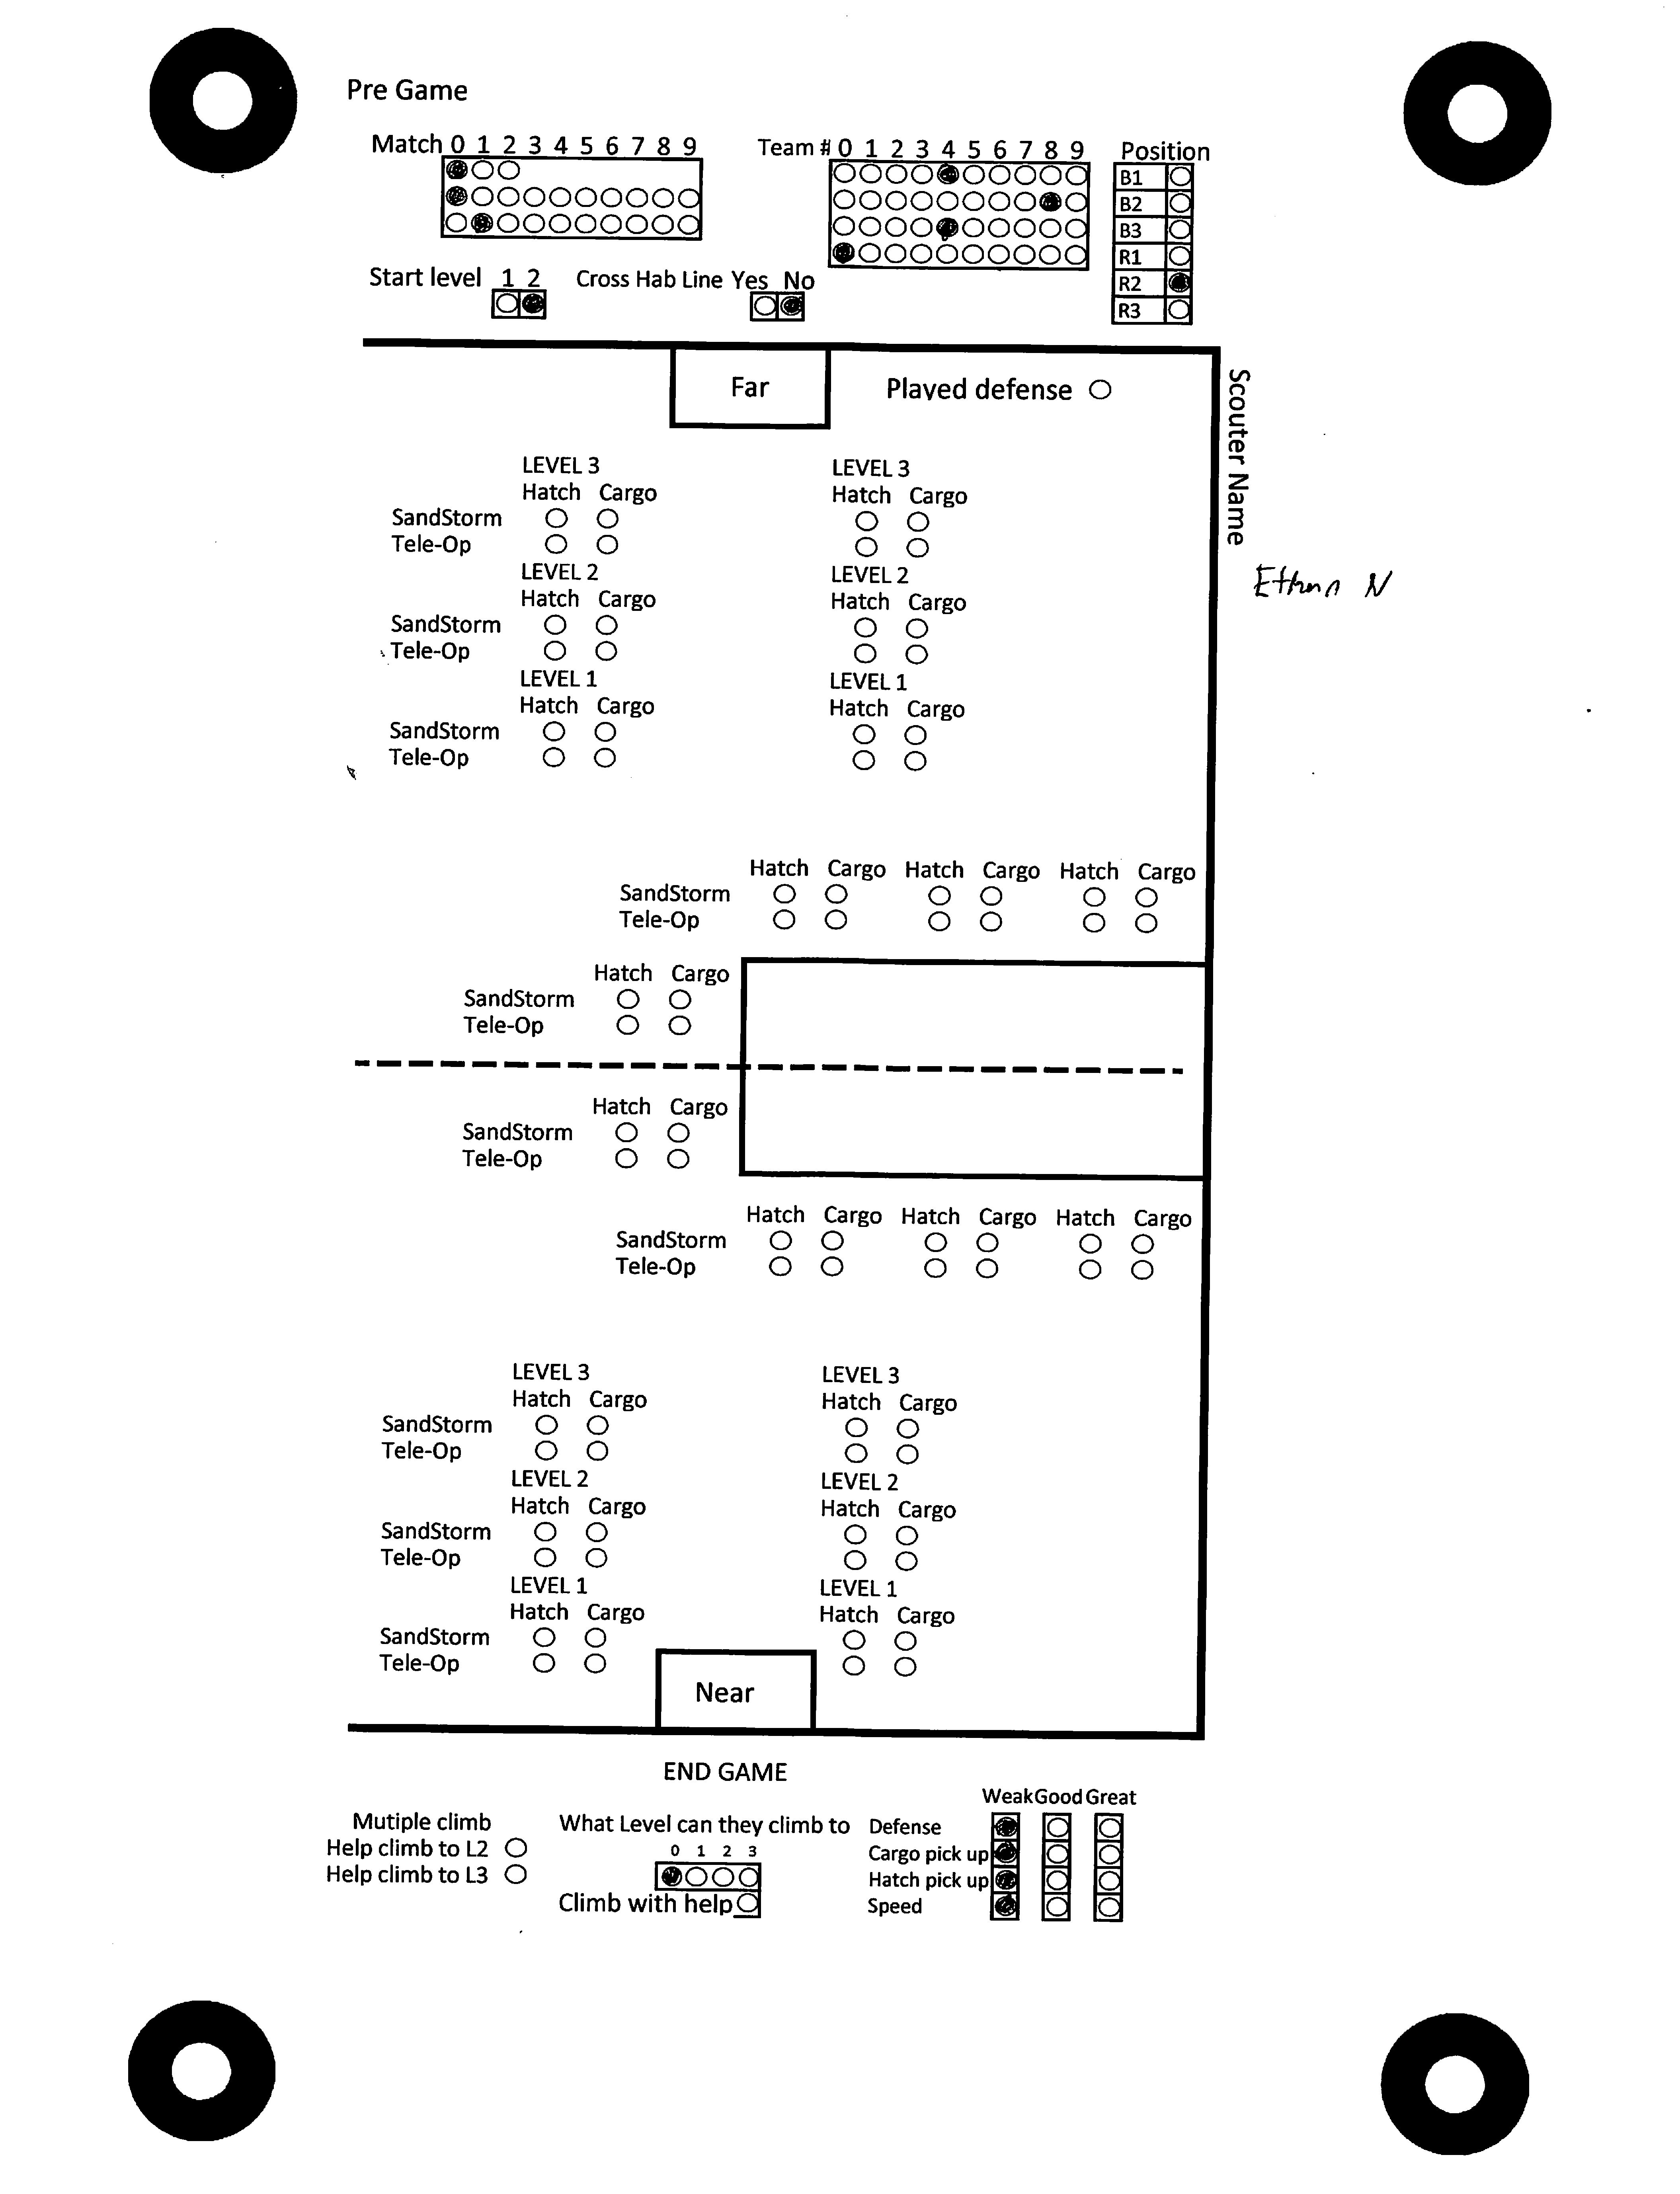 Pre Game
Match 0 1 2 3 4 5 6 7 8 9
Team # 0 1 2 3 4 5 6 7 8 9
Position
B1
B2
B3
R1
R2
R3
Start level 1 2
Cross Hab Line Yes No
Far
Played defense
Scouter Name
Ethan N
LEVEL 3 LEVEL 3
Hatch Cargo Hatch Cargo
SandStorm
Tele-Op
LEVEL 2 LEVEL 2
Hatch Cargo Hatch Cargo
SandStorm
Tele-Op
LEVEL 1 LEVEL 1
Hatch Cargo Hatch Cargo
SandStorm
Tele-Op
Hatch Cargo Hatch Cargo Hatch Cargo
SandStorm
Tele-Op
Hatch Cargo
SandStorm
Tele-Op
Hatch Cargo
SandStorm
Tele-Op
Hatch Cargo Hatch Cargo Hatch Cargo
SandStorm
Tele-Op
LEVEL 3 LEVEL 3
Hatch Cargo Hatch Cargo
SandStorm
Tele-Op
LEVEL 2 LEVEL 2
Hatch Cargo Hatch Cargo
SandStorm
Tele-Op
LEVEL 1 LEVEL 1
Hatch Cargo Hatch Cargo
SandStorm
Tele-Op
Near
END GAME
Mutiple climb
Help climb to L2
Help climb to L3
What Level can they climb to
0 1 2 3
Climb with help
Weak Good Great
Defense
Cargo pick up
Hatch pick up
Speed